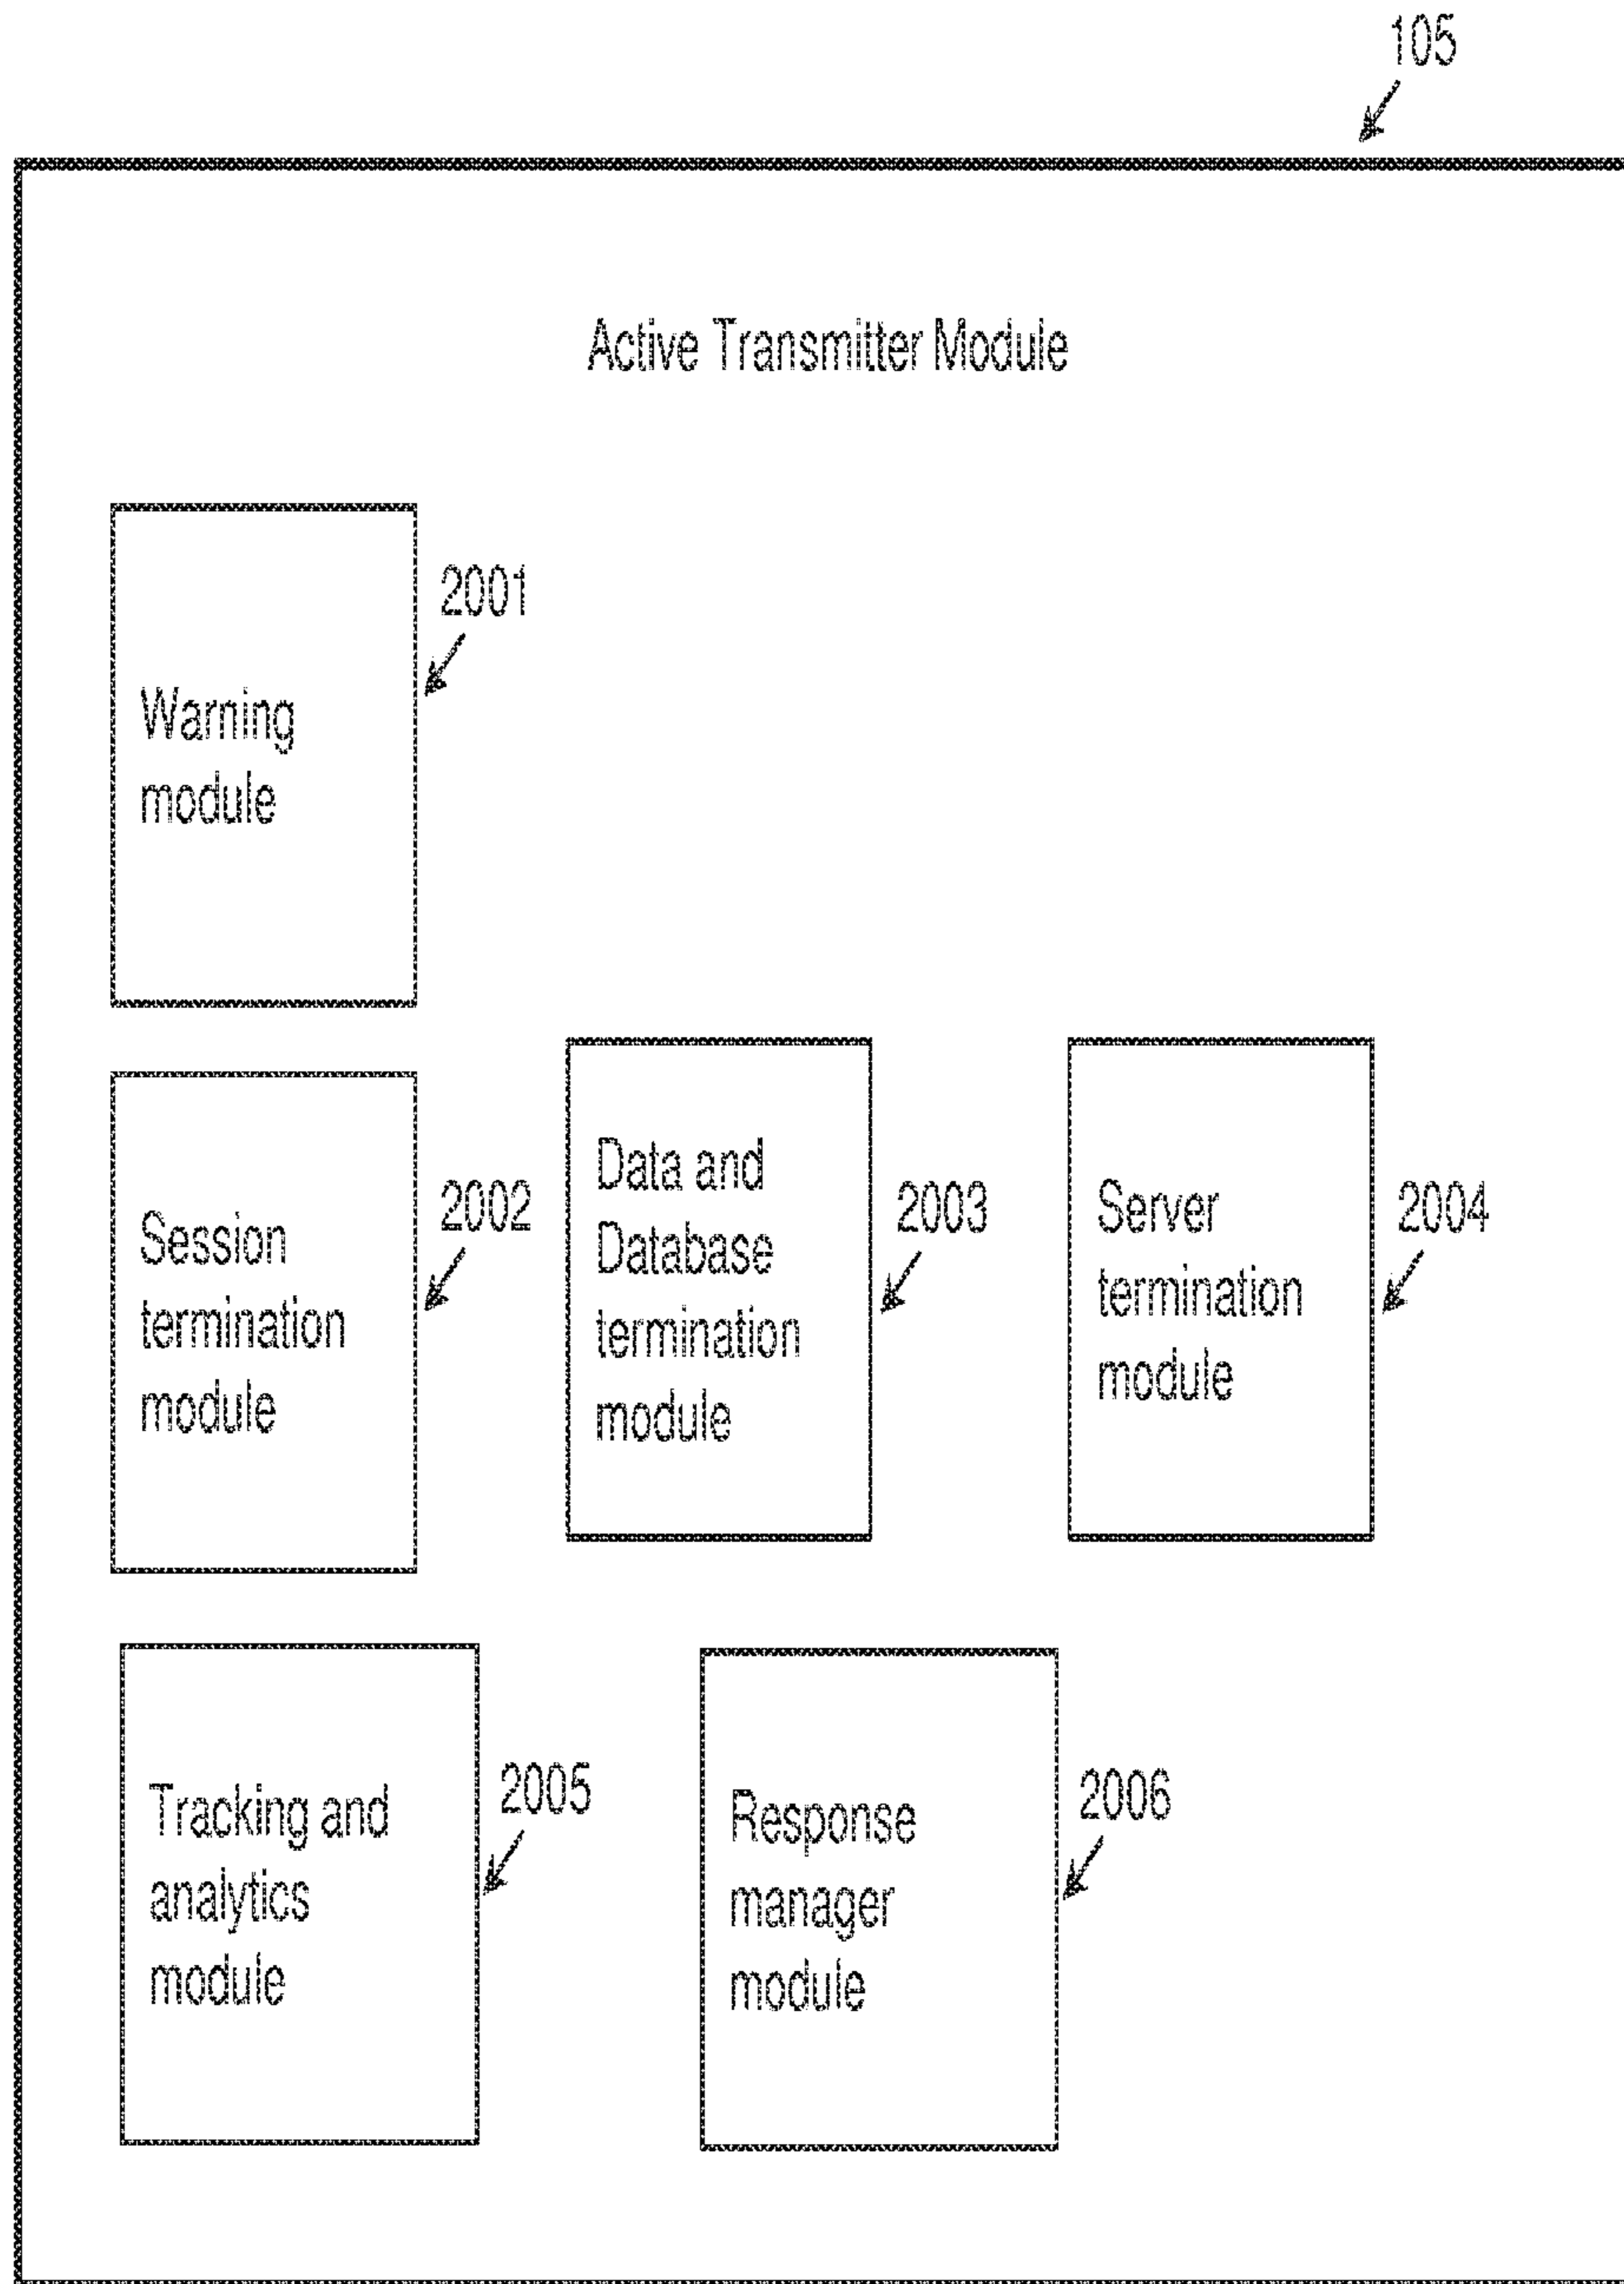 105
Active Transmitter Module
Warning
module
2001
Session
termination
module
2002
Data and
Database
termination
module
2003
Server
termination
module
2004
Tracking and
analytics
module
2005
Response
manager
module
2006